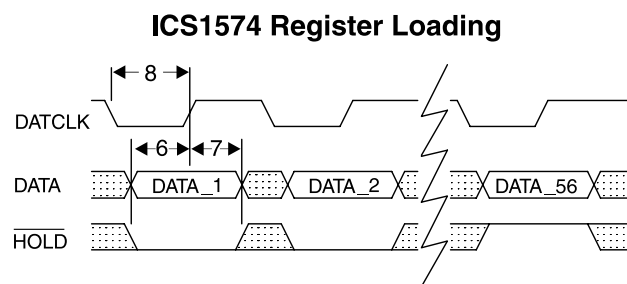 ICS1574 Register Loading
8
DATCLK
6 7
DATA DATA_1 DATA_2 DATA_56
HOLD